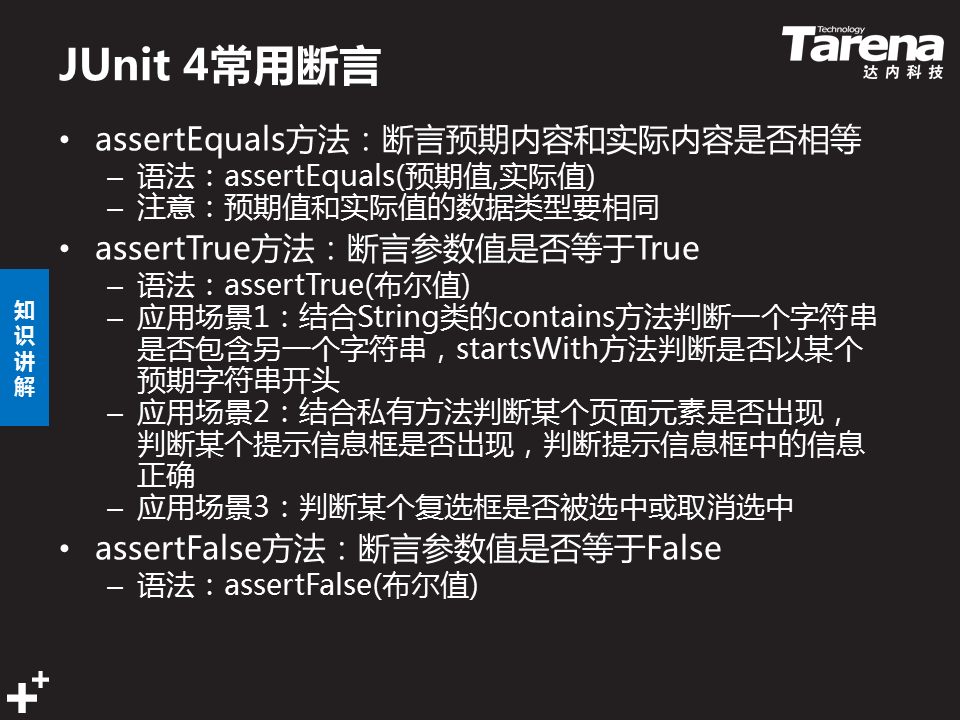 JUnit 4常用断言
Technology
Tarena
达内科技
• assertEquals方法：断言预期内容和实际内容是否相等
– 语法：assertEquals(预期值,实际值)
– 注意：预期值和实际值的数据类型要相同
• assertTrue方法：断言参数值是否等于True
– 语法：assertTrue(布尔值)
– 应用场景1：结合String类的contains方法判断一个字符串
是否包含另一个字符串，startsWith方法判断是否以某个
预期字符串开头
– 应用场景2：结合私有方法判断某个页面元素是否出现，
判断某个提示信息框是否出现，判断提示信息框中的信息
正确
– 应用场景3：判断某个复选框是否被选中或取消选中
• assertFalse方法：断言参数值是否等于False
– 语法：assertFalse(布尔值)
知
识
讲
解